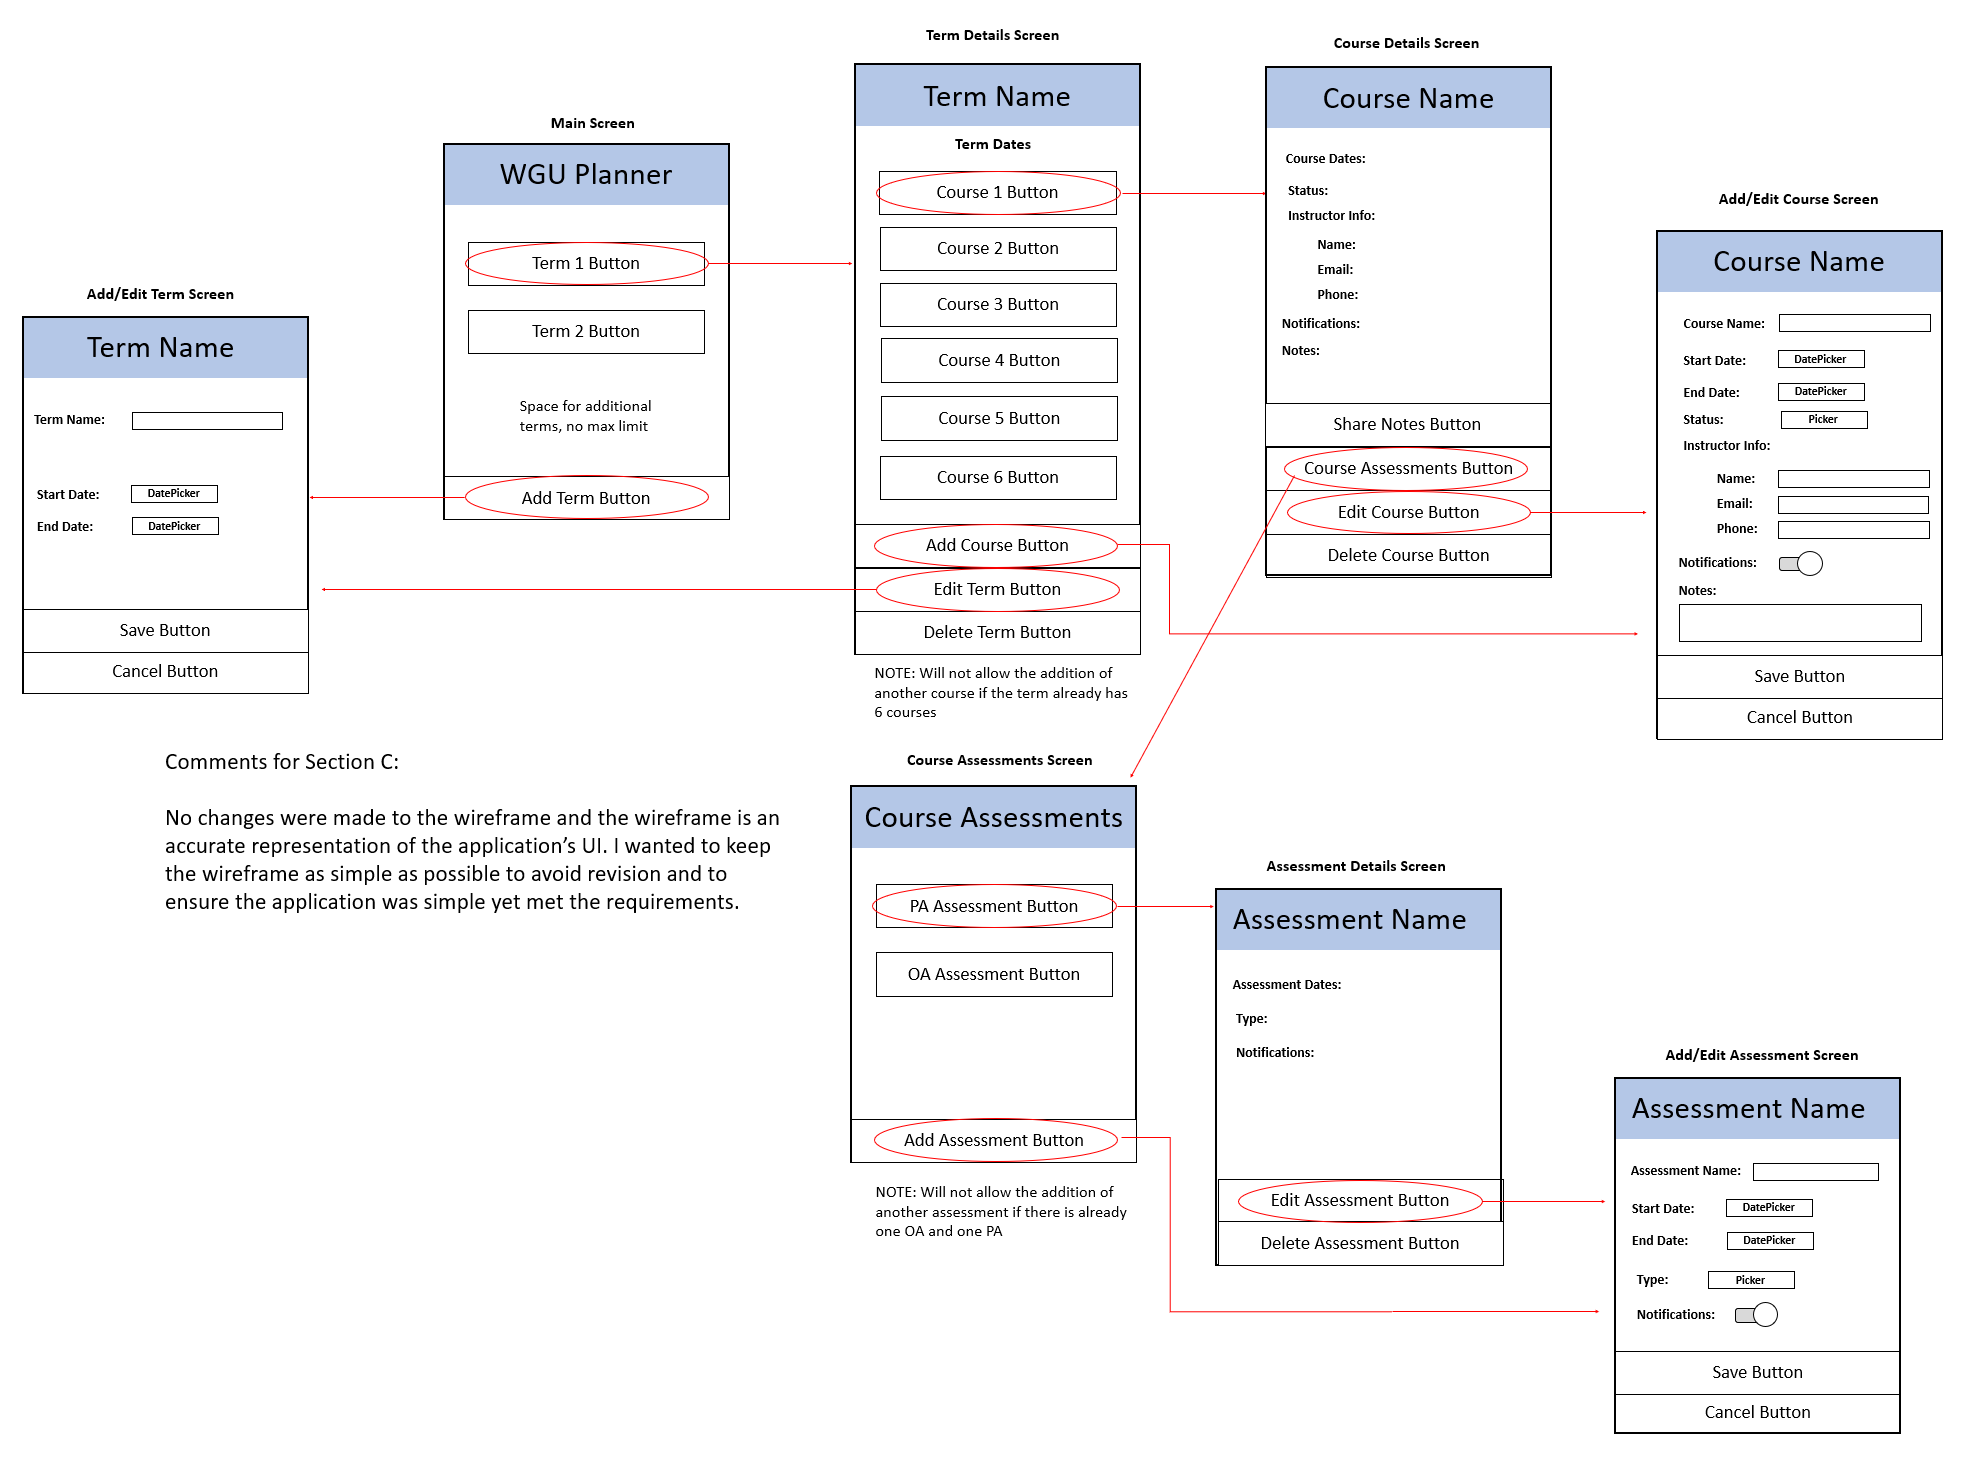 Add/Edit Term Screen
Term Name
Term Name:
Start Date:
DatePicker
End Date:
DatePicker
Save Button
Cancel Button
Main Screen
WGU Planner
Term 1 Button
Term 2 Button
Space for additional
terms, no max limit
Add Term Button
Term Details Screen
Term Name
Term Dates
Course 1 Button
Course 2 Button
Course 3 Button
Course 4 Button
Course 5 Button
Course 6 Button
Add Course Button
Edit Term Button
Delete Term Button
NOTE: Will not allow the addition of
another course if the term already has
6 courses
Course Details Screen
Course Name
Course Dates:
Status:
Instructor Info:
Name:
Email:
Phone:
Notifications:
Notes:
Share Notes Button
Course Assessments Button
Edit Course Button
Delete Course Button
Add/Edit Course Screen
Course Name
Course Name:
Start Date:
DatePicker
End Date:
DatePicker
Status:
Picker
Instructor Info:
Name:
Email:
Phone:
Notifications:
Notes:
Save Button
Cancel Button
Comments for Section C:
No changes were made to the wireframe and the wireframe is an
accurate representation of the application’s UI. I wanted to keep
the wireframe as simple as possible to avoid revision and to
ensure the application was simple yet met the requirements.
Course Assessments Screen
Course Assessments
PA Assessment Button
OA Assessment Button
Add Assessment Button
NOTE: Will not allow the addition of
another assessment if there is already
one OA and one PA
Assessment Details Screen
Assessment Name
Assessment Dates:
Type:
Notifications:
Edit Assessment Button
Delete Assessment Button
Add/Edit Assessment Screen
Assessment Name
Assessment Name:
Start Date:
DatePicker
End Date:
DatePicker
Type:
Picker
Notifications:
Save Button
Cancel Button